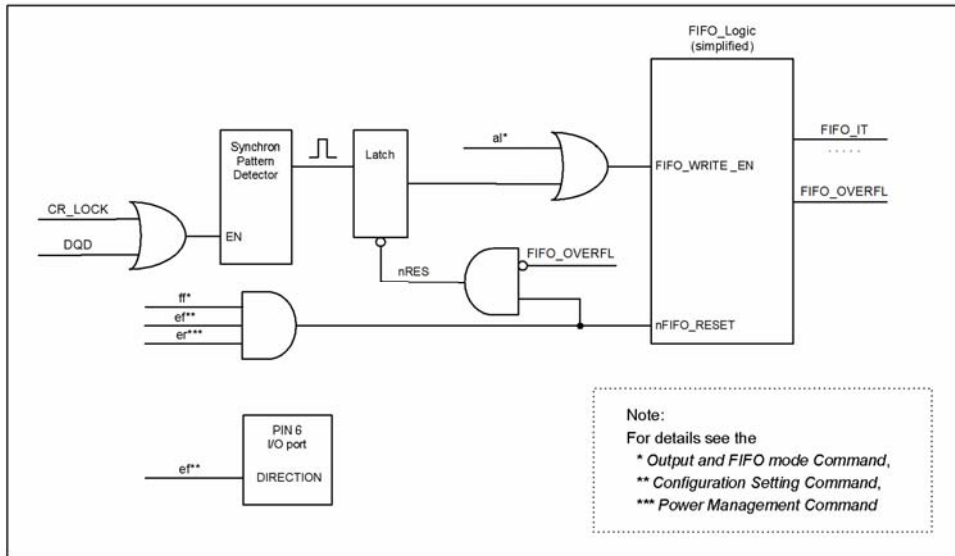 FIFO_Logic
(simplified)
Synchron
Pattern
Detector
EN
Latch
al*
FIFO_WRITE_EN
FIFO_IT
.....
FIFO_OVERFL
CR_LOCK
DQD
nRES
FIFO_OVERFL
ff*
ef**
er***
nFIFO_RESET
PIN 6
I/O port
DIRECTION
ef**
Note:
For details see the
* Output and FIFO mode Command,
** Configuration Setting Command,
*** Power Management Command